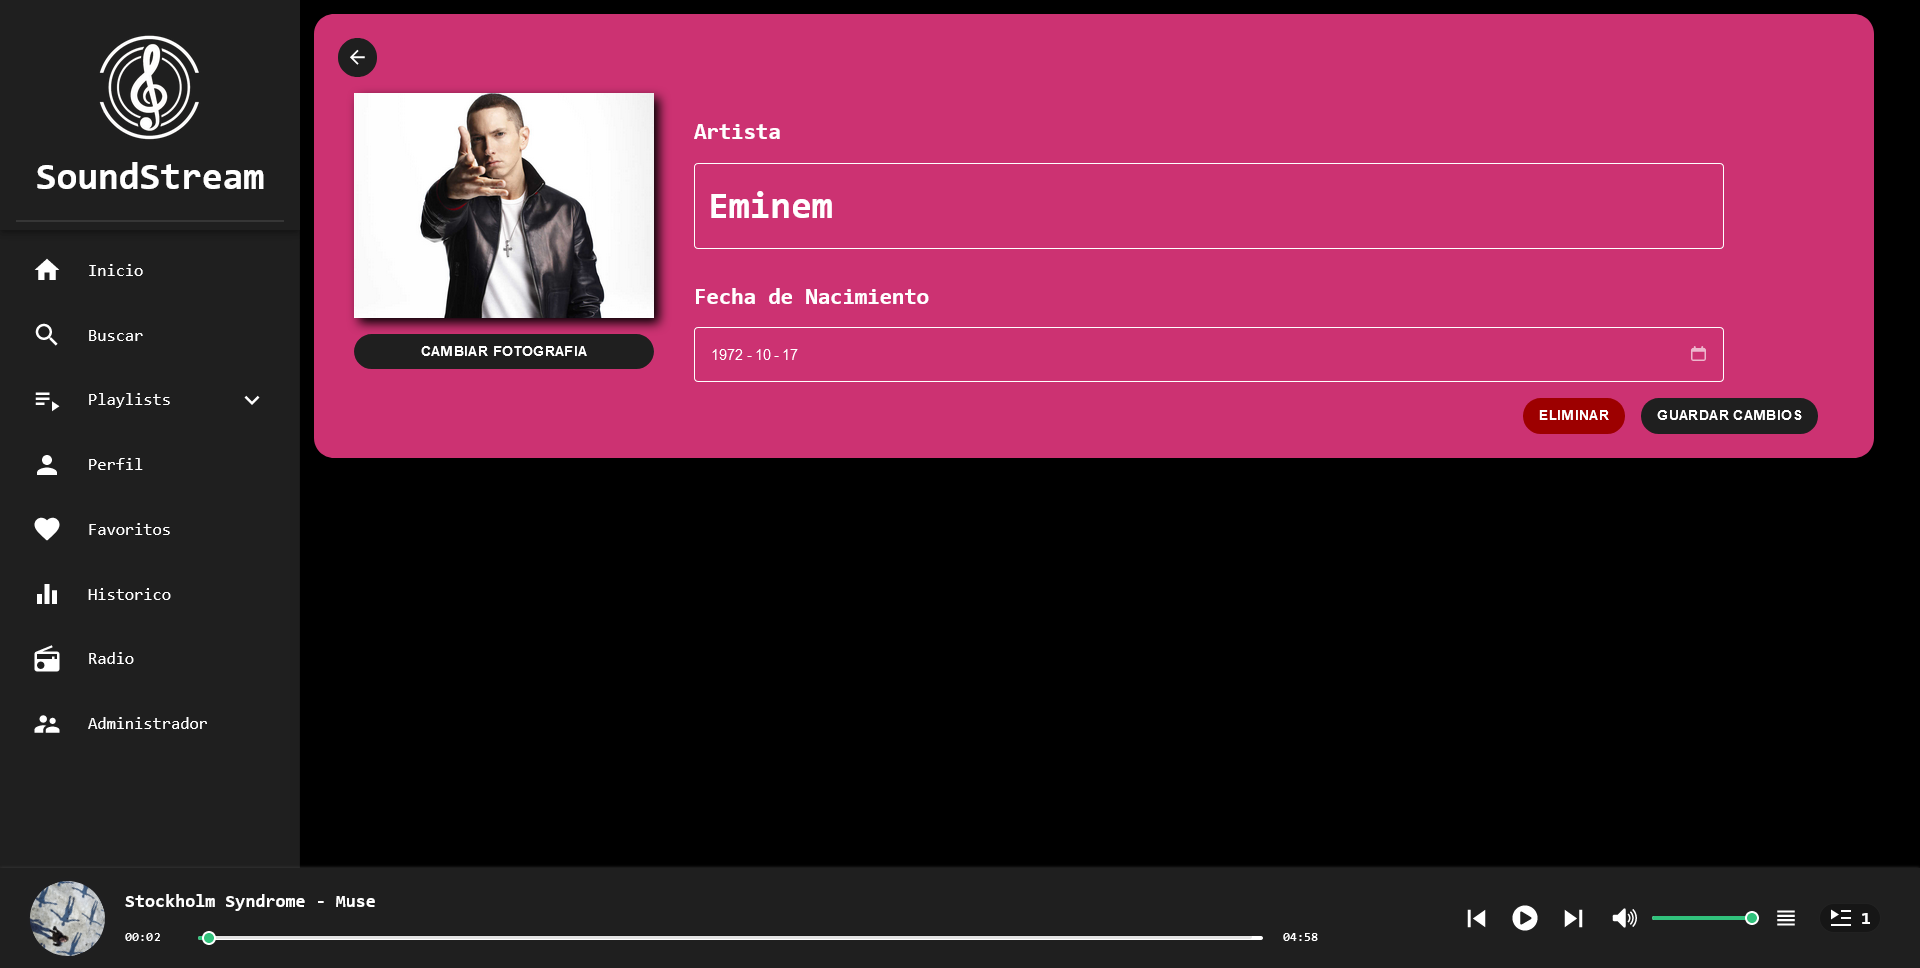 SoundStream
Inicio
Buscar
Playlists
Perfil
Favoritos
Historico
Radio
Administrador
Artista
Eminem
Fecha de Nacimiento
1972 - 10 - 17
CAMBIAR FOTOGRAFIA
ELIMINAR
GUARDAR CAMBIOS
Stockholm Syndrome - Muse
00:02
04:58
1